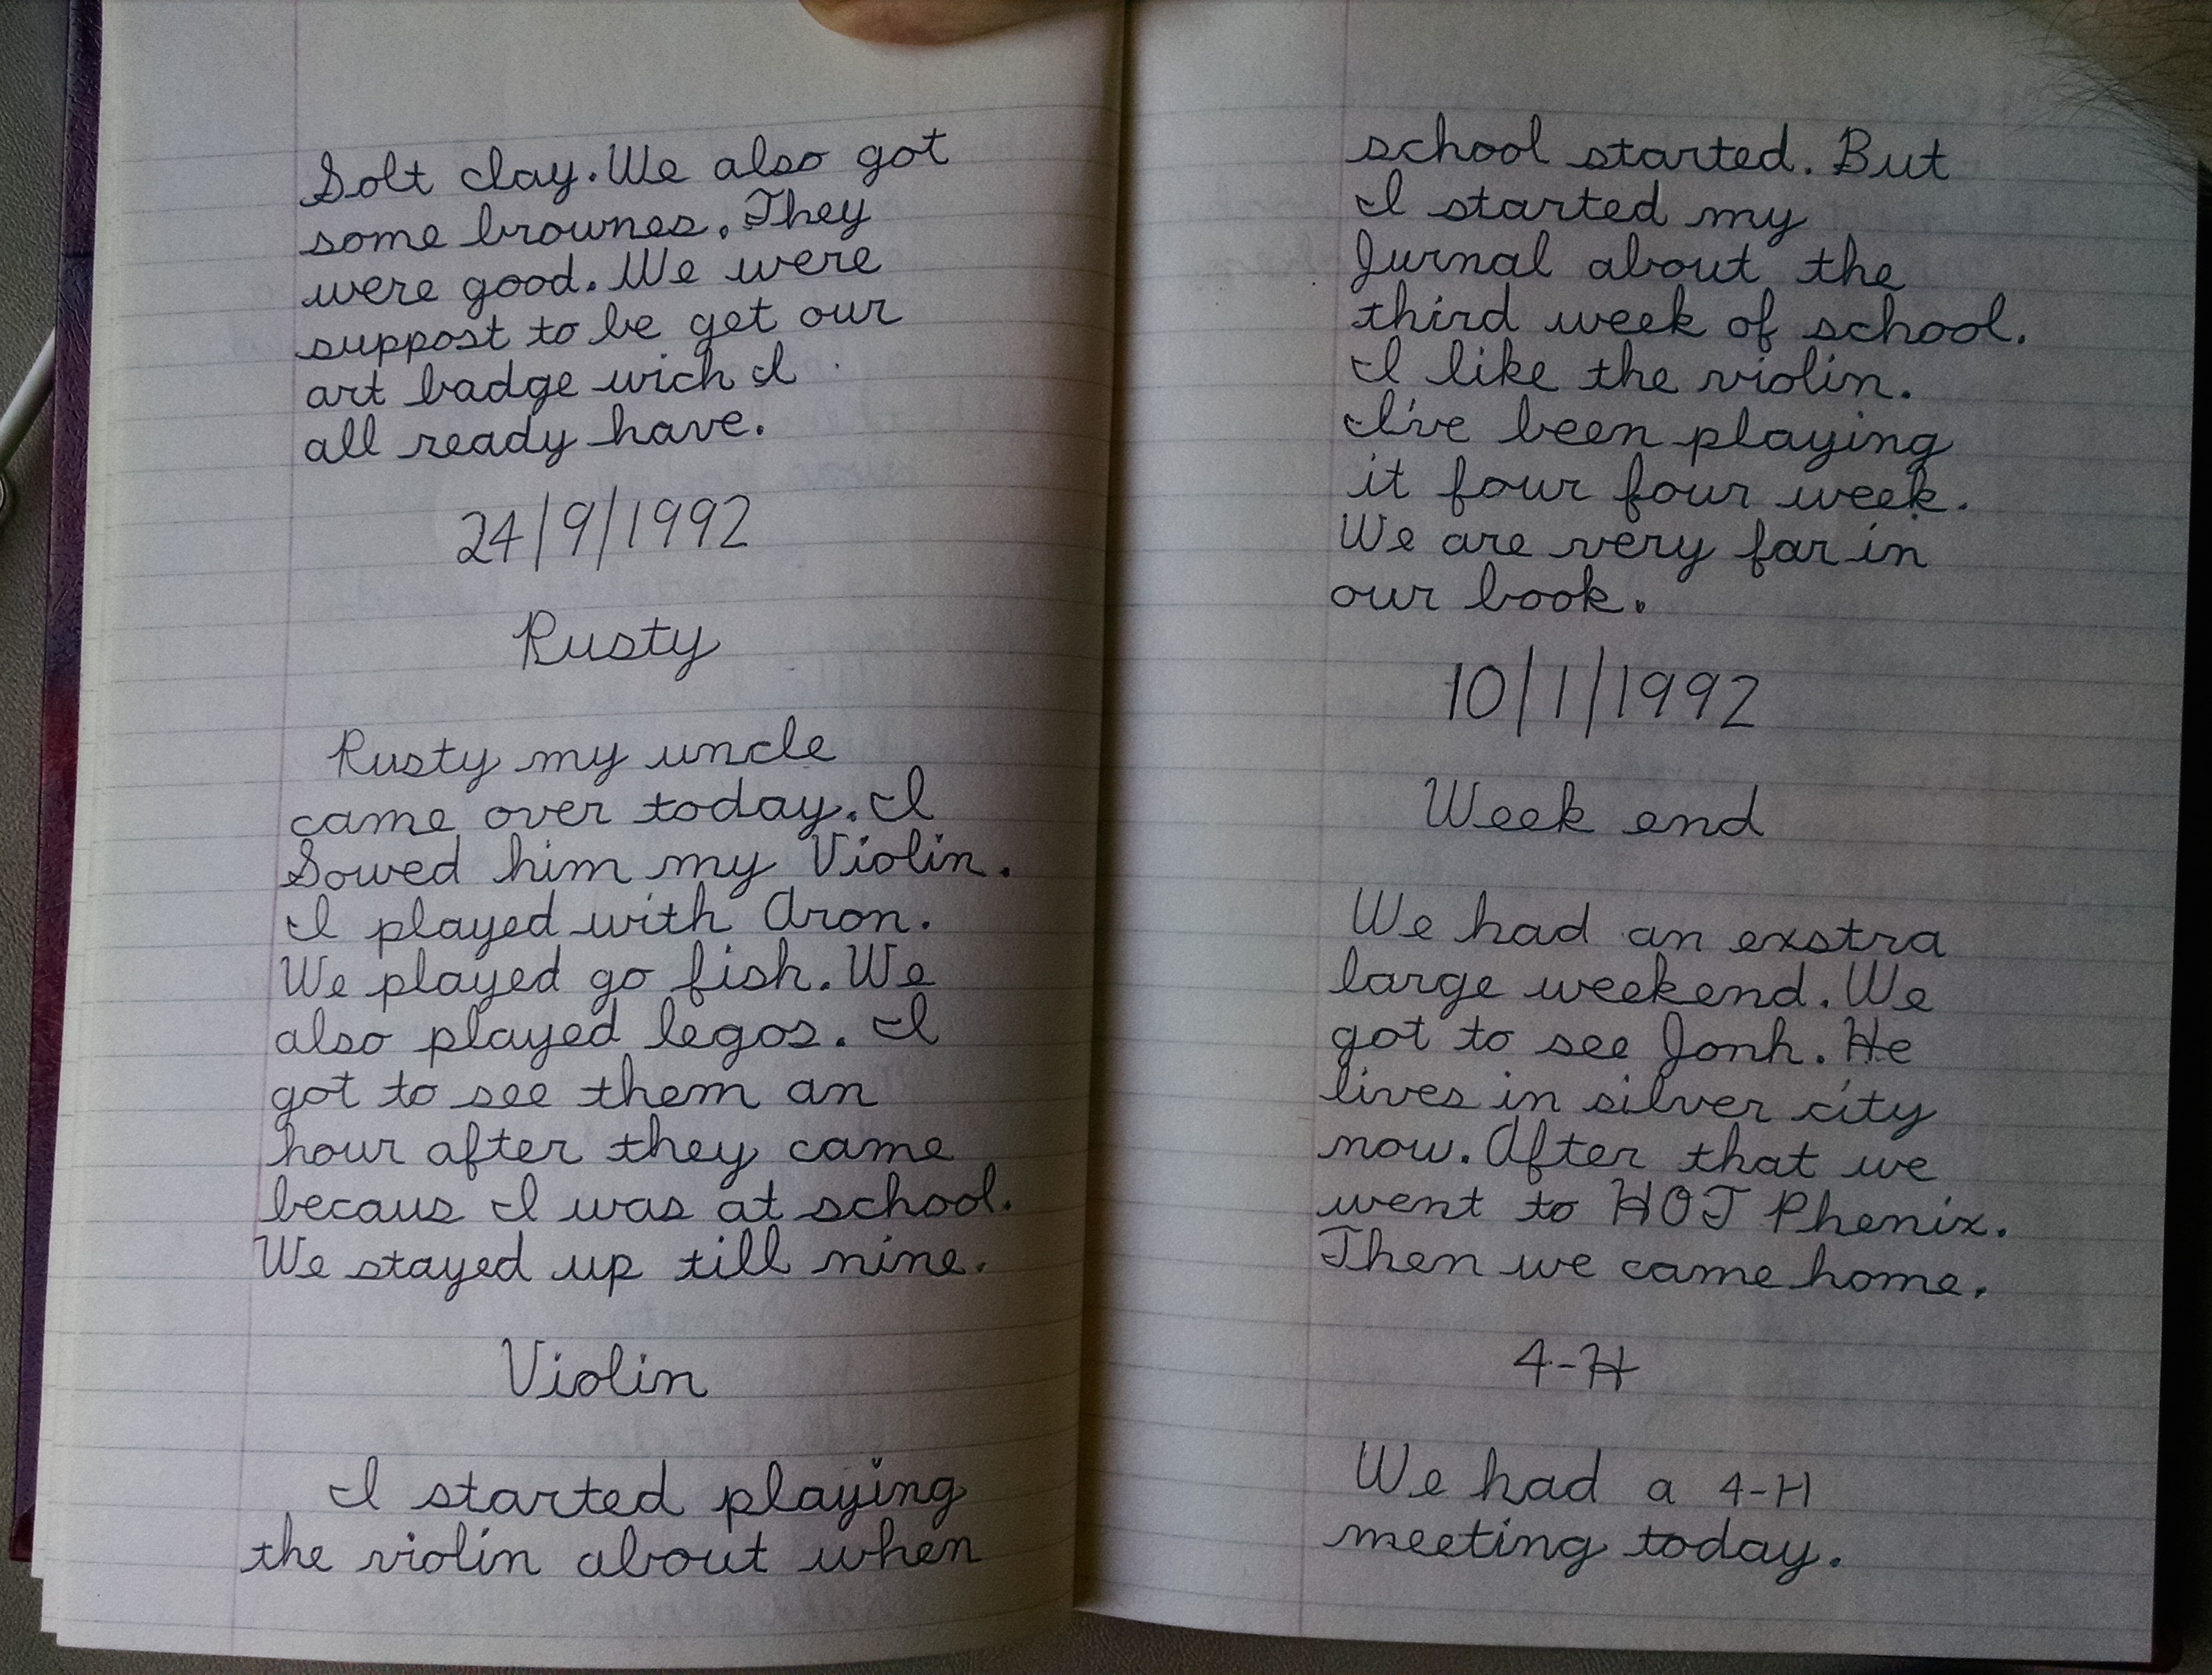 Solt clay. We also got
some brownes. They
were good. We were
suppost to be get our
art badge wich I
all ready have.
24/9/1992
Rusty
Rusty my uncle
came over today. I
Sowed him my Violin.
I played with Aron.
We played go fish. We
also played legos. I
got to see them an
hour after they came
becaus I was at school.
We stayed up till nine.
Violin
I started playing
the violin about when
school started. But
I started my
Jurnal about the
third week of school.
I like the violin.
I've been playing
it four four week.
We are very far in
our book.
10/1/1992
Week end
We had an exstra
large weekend. We
got to see Jonh. He
lives in silver city
now. After that we
went to HOT Phenix.
Then we came home.
4-H
We had a 4-H
meeting today.